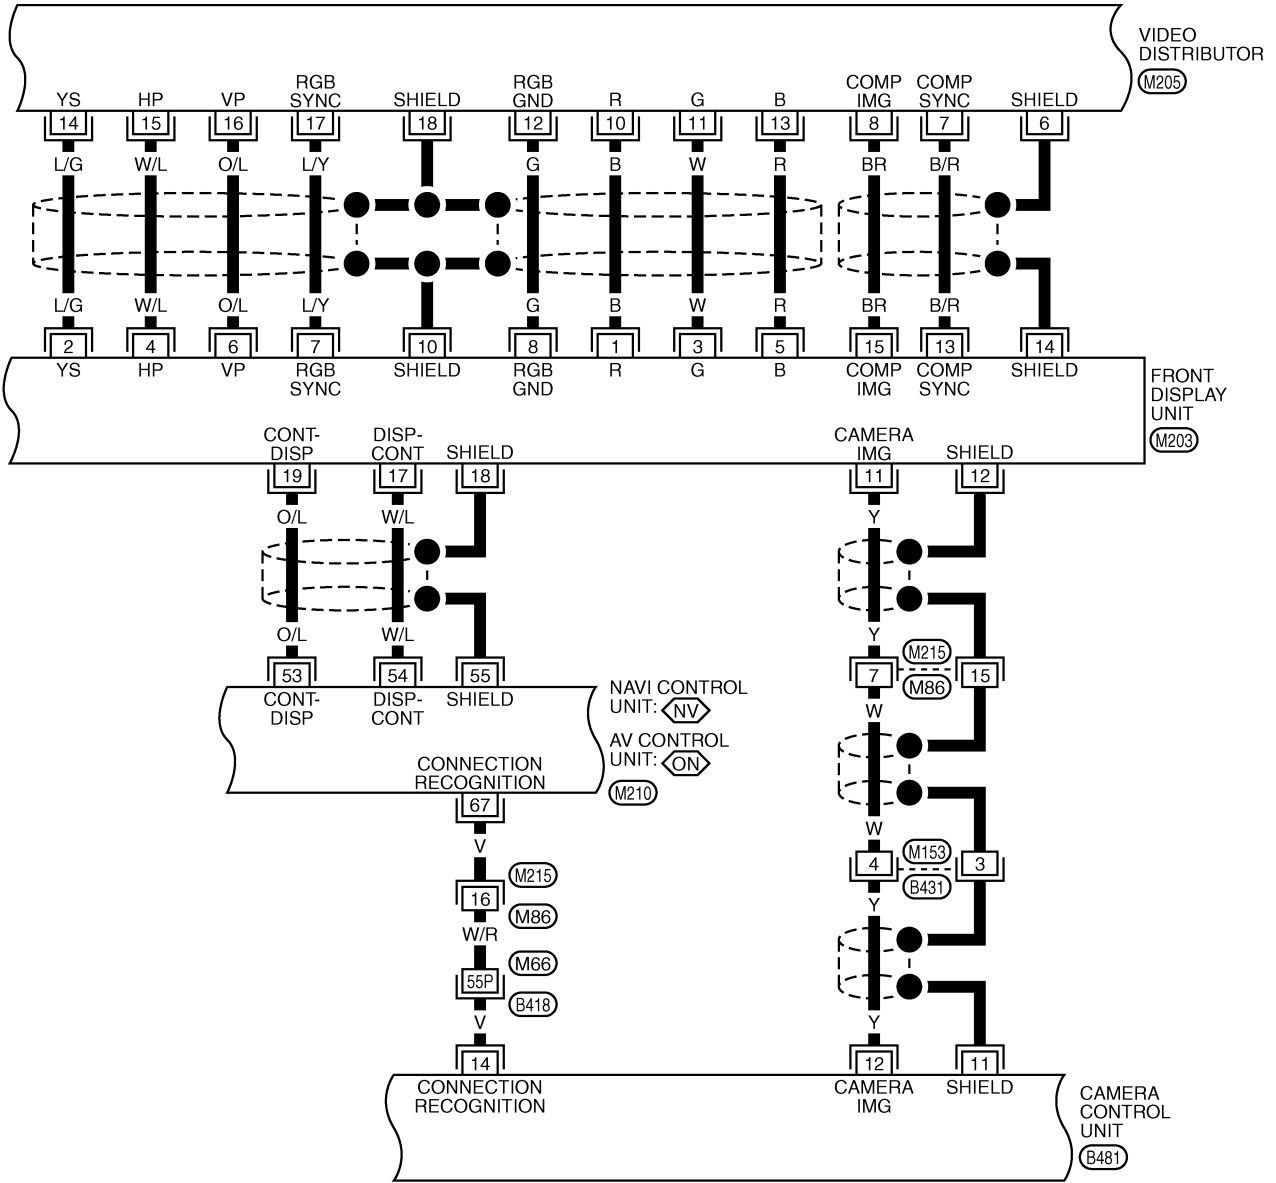 VIDEO
DISTRIBUTOR
M205
YS HP VP RGB SYNC SHIELD RGB GND R G B COMP IMG COMP SYNC SHIELD
14 15 16 17 18 12 10 11 13 8 7 6
L/G W/L O/L L/Y G B W R BR B/R
L/G W/L O/L L/Y G B W R BR B/R
2 4 6 7 10 8 1 3 5 15 13 14
YS HP VP RGB SYNC SHIELD RGB GND R G B COMP IMG COMP SYNC SHIELD
FRONT
DISPLAY
UNIT
M203
CONT-DISP DISP-CONT SHIELD CAMERA IMG SHIELD
19 17 18 11 12
O/L W/L Y
O/L W/L Y
M215
53 54 55 7 15
M86
CONT-DISP DISP-CONT SHIELD
NAVI CONTROL
UNIT: NV
W
AV CONTROL
UNIT: ON
CONNECTION
RECOGNITION
M210
67
W
V
M153
4 3
M215
B431
16
Y
M86
W/R
M66
55P
B418
V Y
14 12 11
CONNECTION RECOGNITION CAMERA IMG SHIELD
CAMERA
CONTROL
UNIT
B481